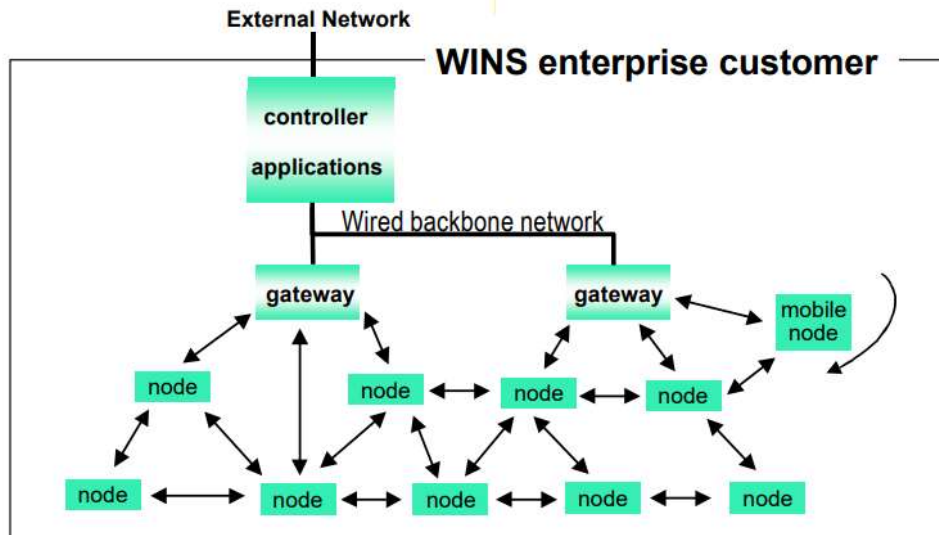 External Network
WINS enterprise customer
controller
applications
Wired backbone network
gateway
gateway
mobile
node
node
node
node
node
node
node
node
node
node